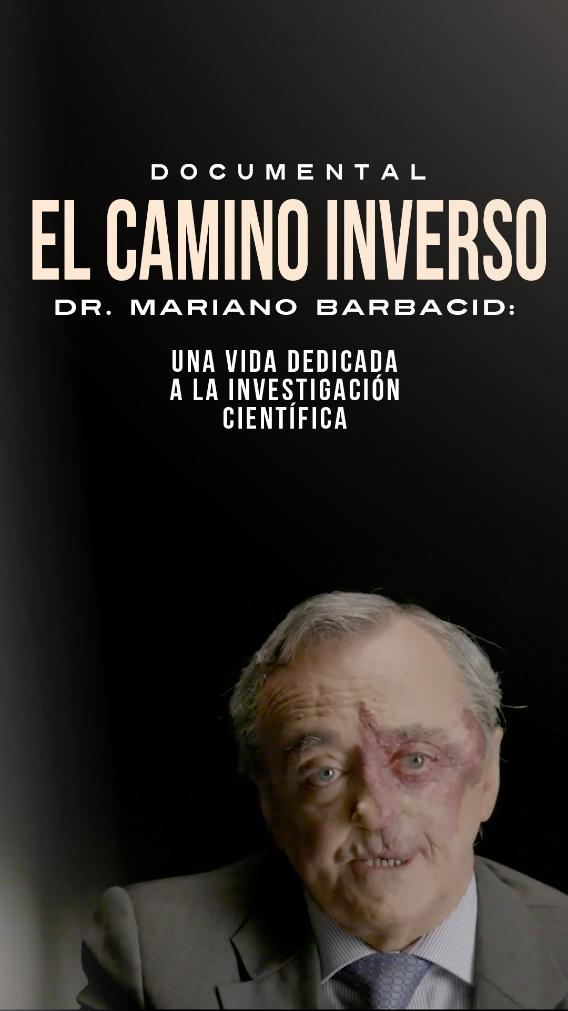 DOCUMENTAL
EL CAMINO INVERSO
DR. MARIANO BARBACID:
UNA VIDA DEDICADA
A LA INVESTIGACIÓN
CIENTÍFICA